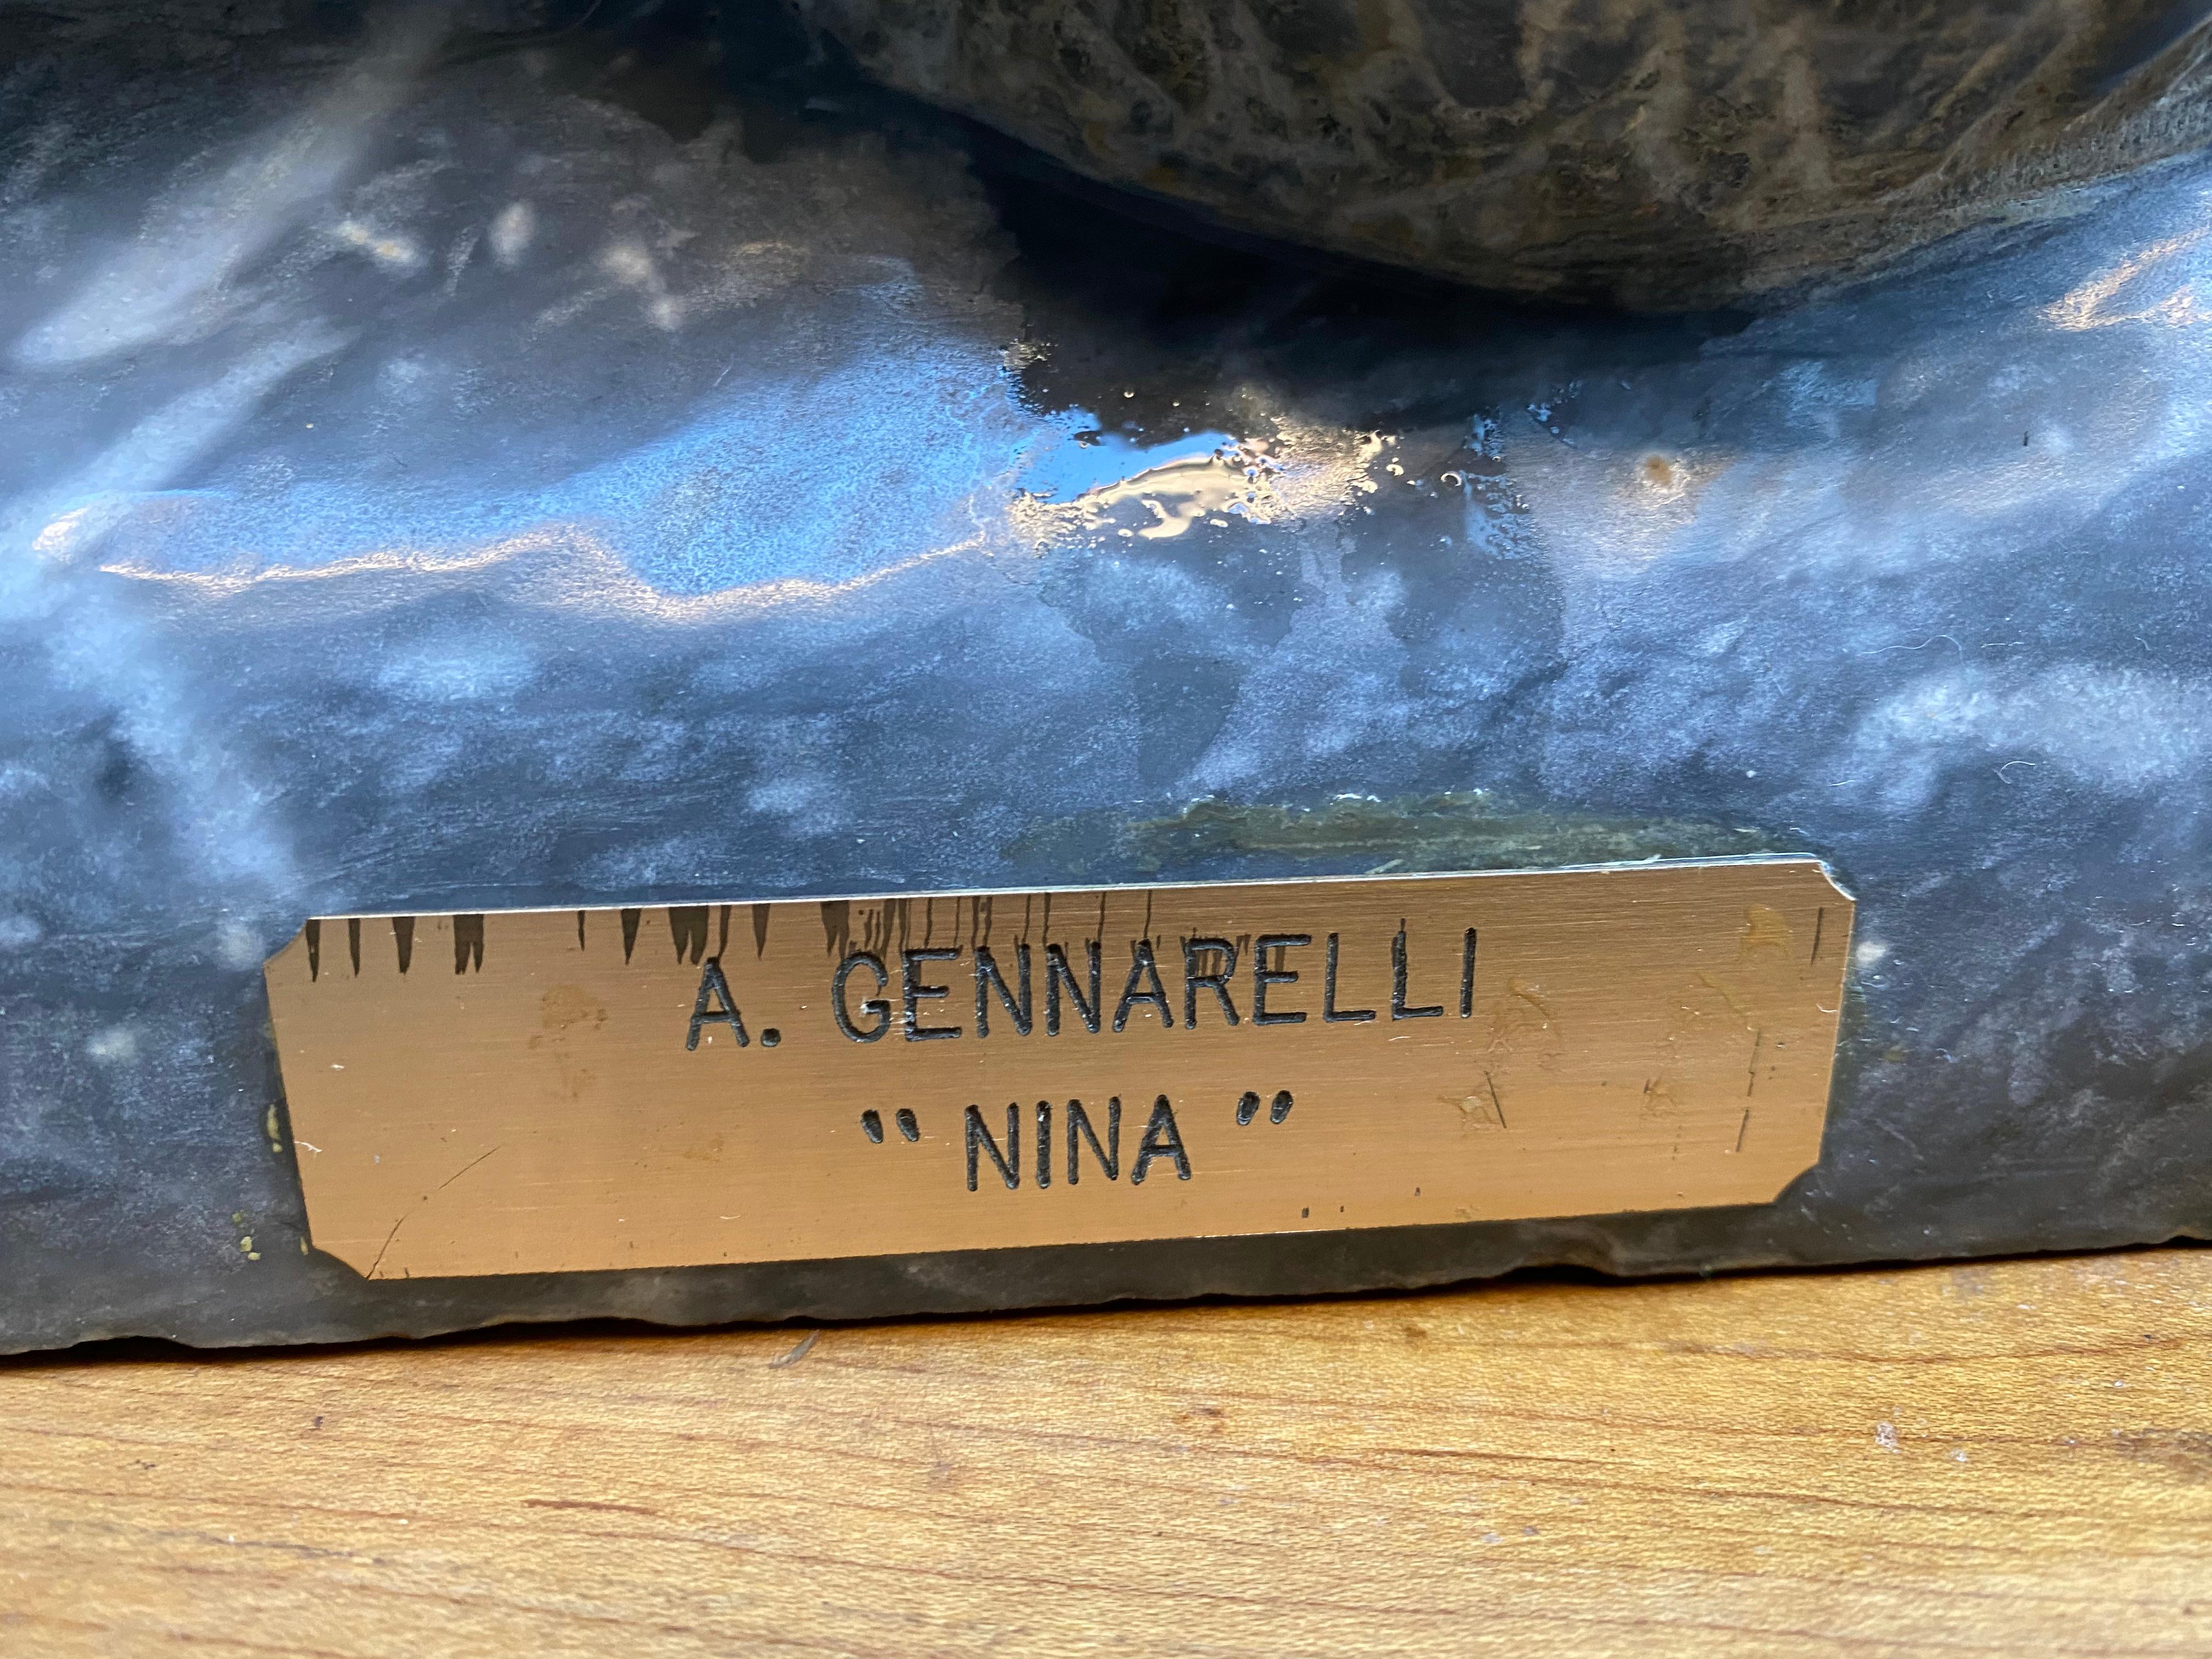 A. GENNARELLI
“ NINA ”